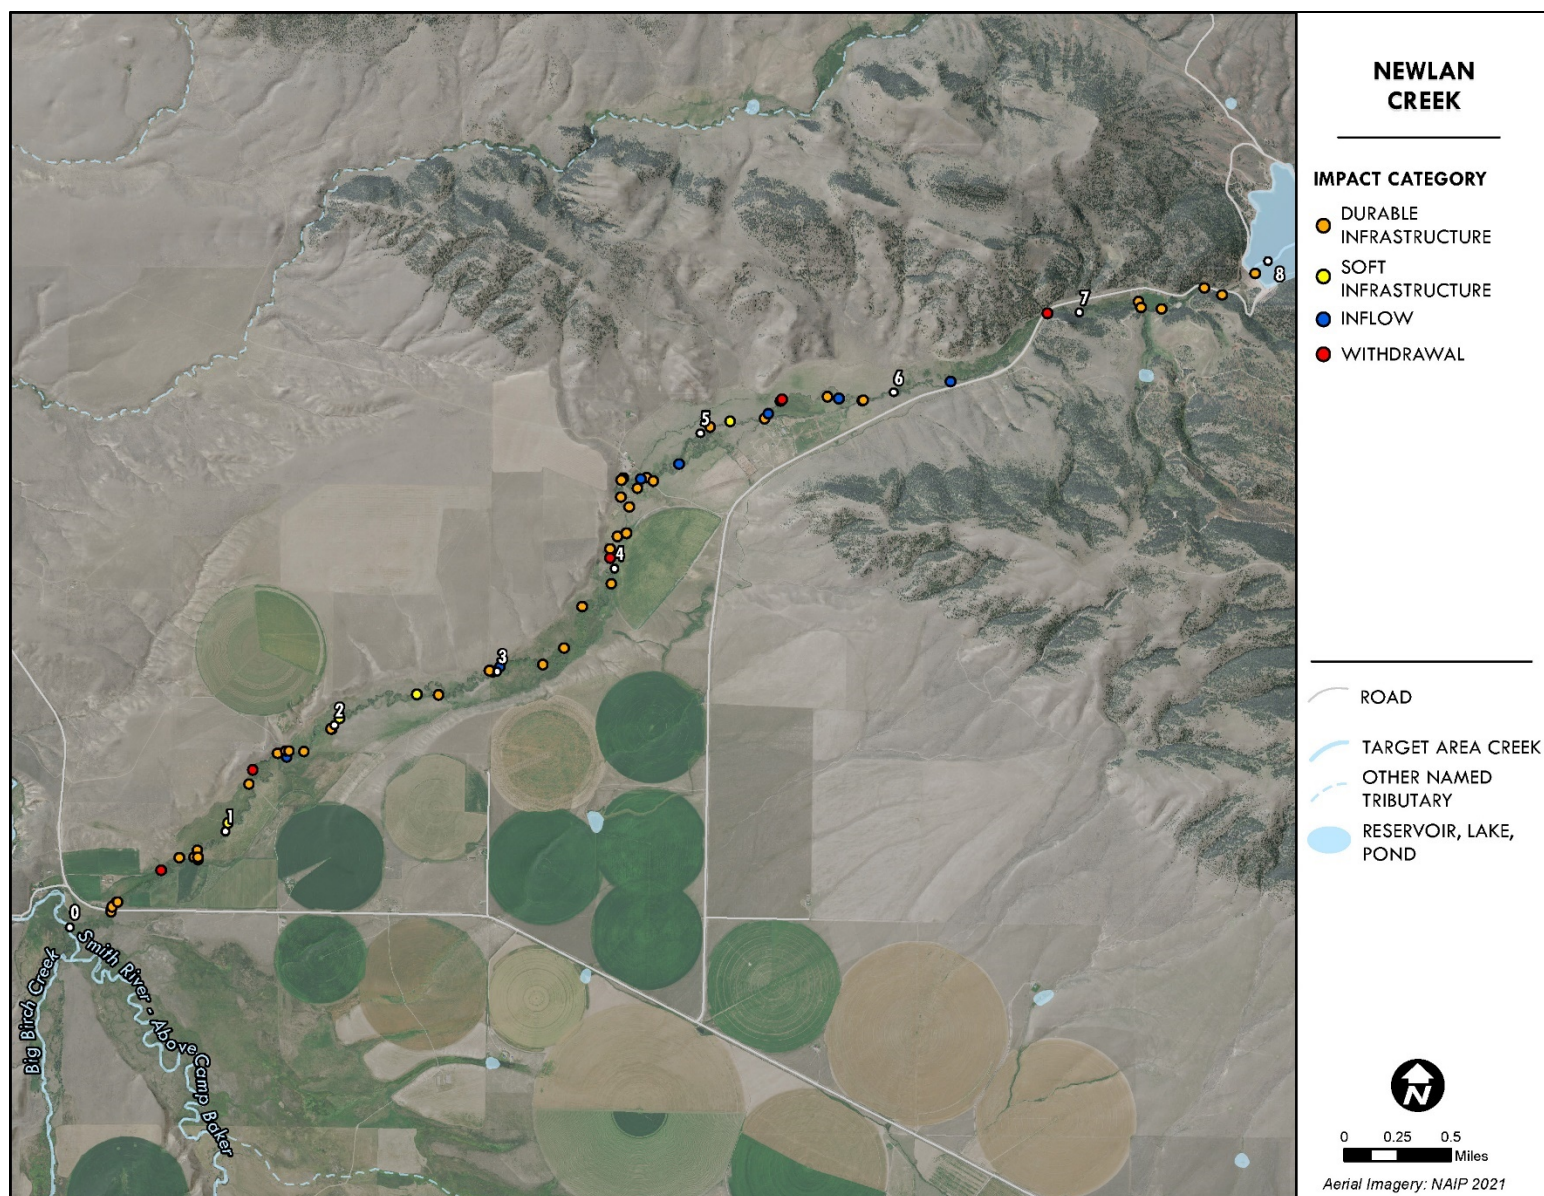 NEWLAN
CREEK
IMPACT CATEGORY
DURABLE
INFRASTRUCTURE
SOFT
INFRASTRUCTURE
INFLOW
WITHDRAWAL
8
7
6
5
4
3
2
1
0
Big Birch Creek
Smith River - Above Camp Baker
ROAD
TARGET AREA CREEK
OTHER NAMED
TRIBUTARY
RESERVOIR, LAKE,
POND
N
0 0.25 0.5
Miles
Aerial Imagery: NAIP 2021